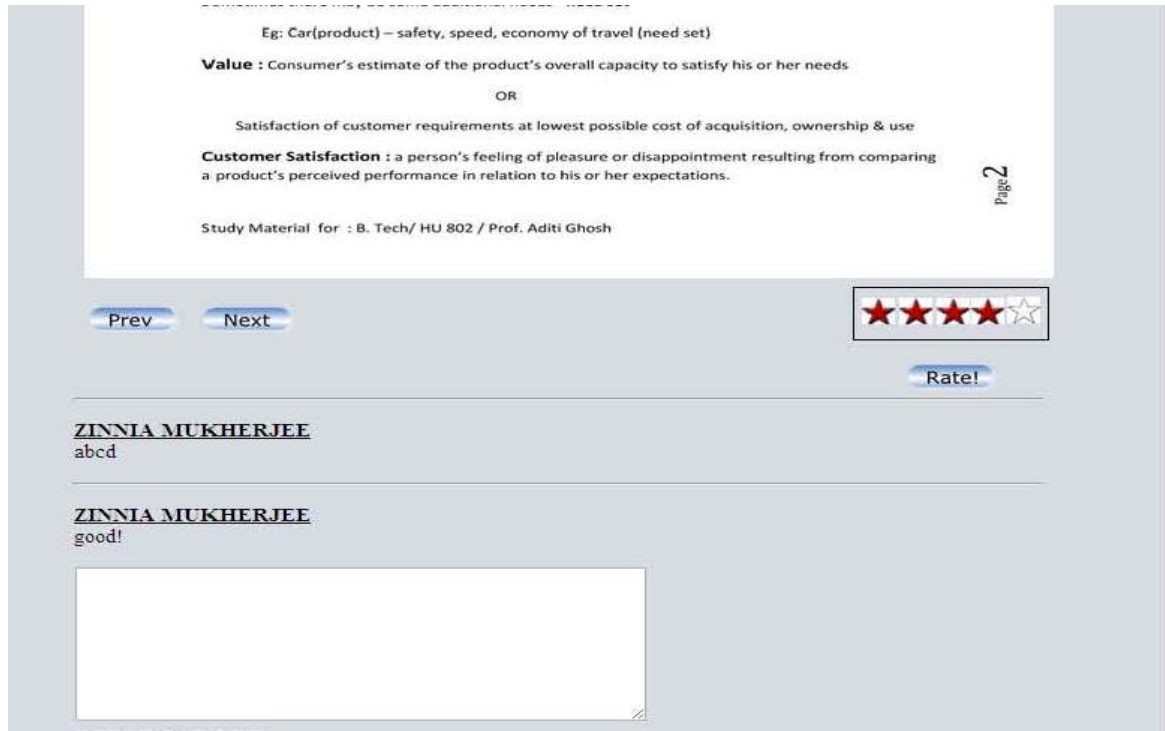 Eg: Car(product) – safety, speed, economy of travel (need set)
Value : Consumer's estimate of the product's overall capacity to satisfy his or her needs
OR
Satisfaction of customer requirements at lowest possible cost of acquisition, ownership & use
Customer Satisfaction : a person's feeling of pleasure or disappointment resulting from comparing
a product's perceived performance in relation to his or her expectations.
Page 2
Study Material for : B. Tech/ HU 802 / Prof. Aditi Ghosh
Prev Next
Rate!
ZINNIA MUKHERJEE
abcd
ZINNIA MUKHERJEE
good!